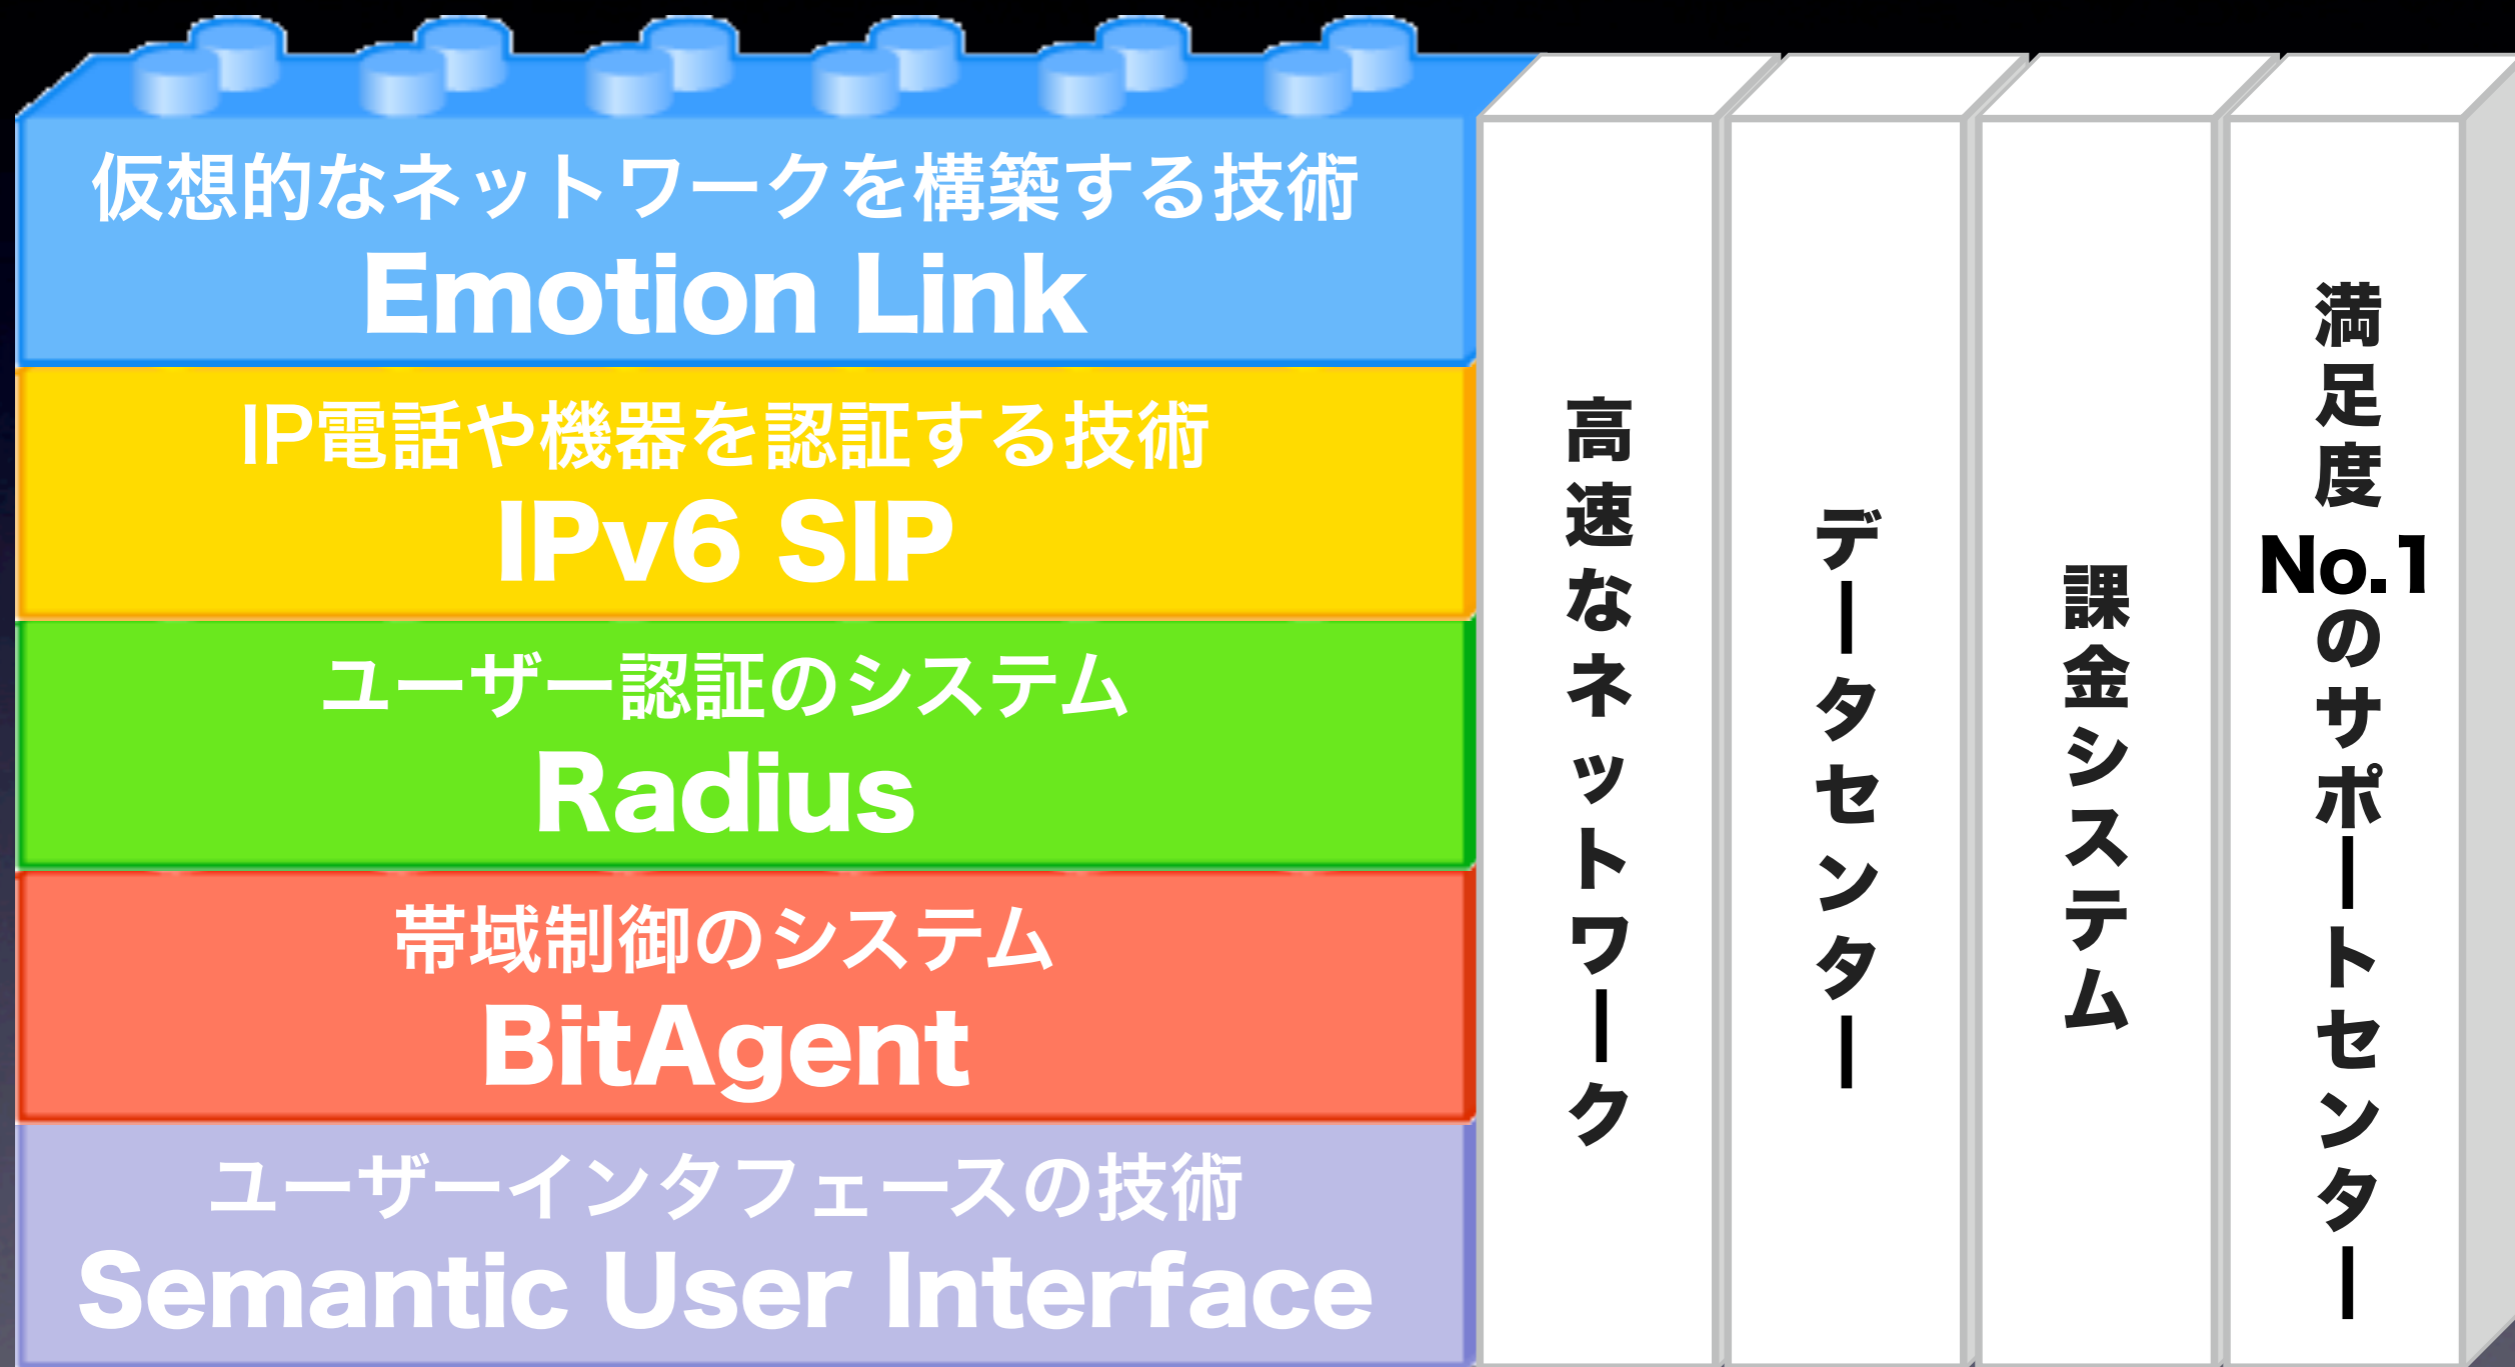 仮想的なネットワークを構築する技術
Emotion Link
IP電話や機器を認証する技術
IPv6 SIP
ユーザー認証のシステム
Radius
帯域制御のシステム
BitAgent
ユーザーインタフェースの技術
Semantic User Interface
高速なネットワーク
データセンター
課金システム
満足度No.1のサポートセンター